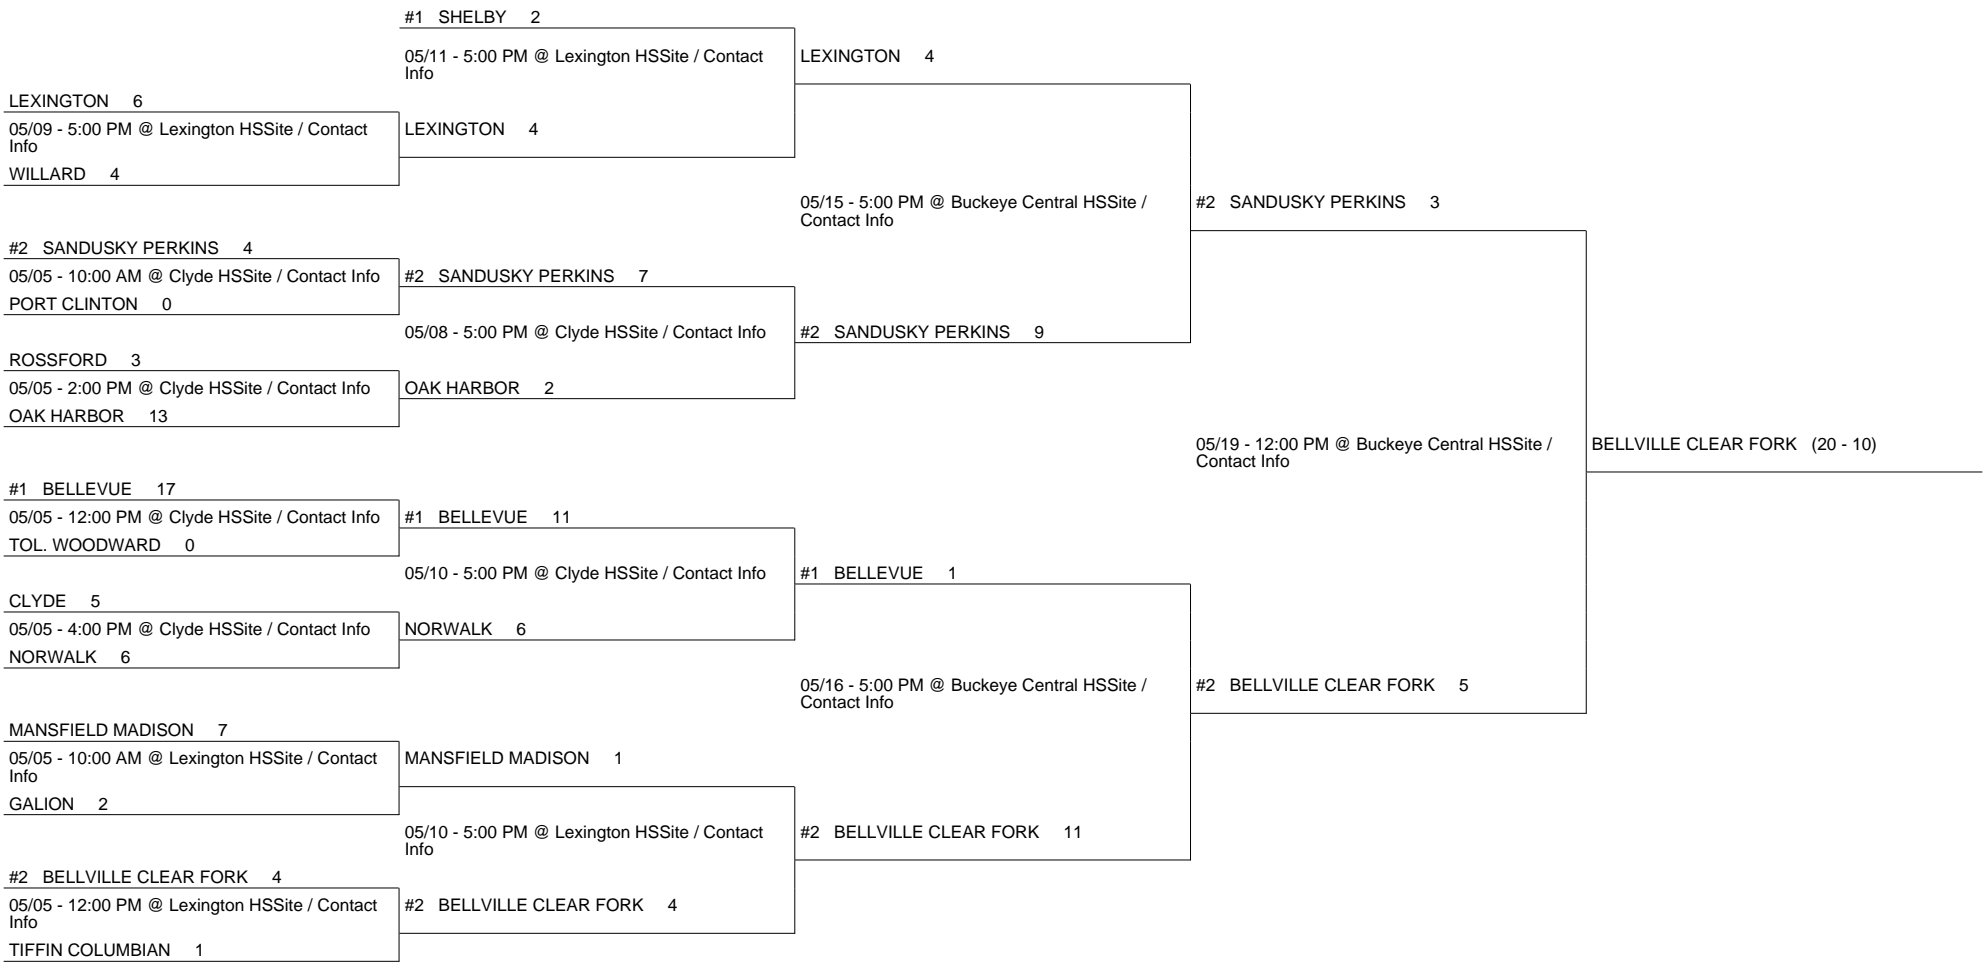 #1 SHELBY 2
05/11 - 5:00 PM @ Lexington HSSite / Contact
Info
LEXINGTON 4
LEXINGTON 6
05/09 - 5:00 PM @ Lexington HSSite / Contact
Info
LEXINGTON 4
WILLARD 4
05/15 - 5:00 PM @ Buckeye Central HSSite /
Contact Info
#2 SANDUSKY PERKINS 3
#2 SANDUSKY PERKINS 4
05/05 - 10:00 AM @ Clyde HSSite / Contact Info
#2 SANDUSKY PERKINS 7
PORT CLINTON 0
05/08 - 5:00 PM @ Clyde HSSite / Contact Info
#2 SANDUSKY PERKINS 9
ROSSFORD 3
05/05 - 2:00 PM @ Clyde HSSite / Contact Info
OAK HARBOR 2
OAK HARBOR 13
05/19 - 12:00 PM @ Buckeye Central HSSite /
Contact Info
BELLVILLE CLEAR FORK (20 - 10)
#1 BELLEVUE 17
05/05 - 12:00 PM @ Clyde HSSite / Contact Info
#1 BELLEVUE 11
TOL. WOODWARD 0
05/10 - 5:00 PM @ Clyde HSSite / Contact Info
#1 BELLEVUE 1
CLYDE 5
05/05 - 4:00 PM @ Clyde HSSite / Contact Info
NORWALK 6
NORWALK 6
05/16 - 5:00 PM @ Buckeye Central HSSite /
Contact Info
#2 BELLVILLE CLEAR FORK 5
MANSFIELD MADISON 7
05/05 - 10:00 AM @ Lexington HSSite / Contact
Info
MANSFIELD MADISON 1
GALION 2
05/10 - 5:00 PM @ Lexington HSSite / Contact
Info
#2 BELLVILLE CLEAR FORK 11
#2 BELLVILLE CLEAR FORK 4
05/05 - 12:00 PM @ Lexington HSSite / Contact
Info
#2 BELLVILLE CLEAR FORK 4
TIFFIN COLUMBIAN 1